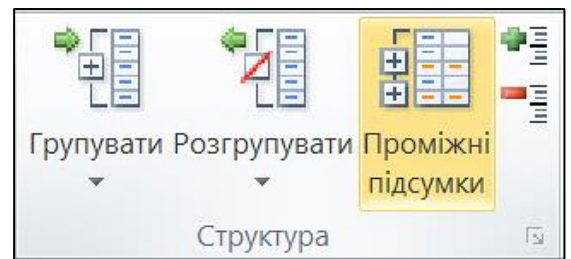 Групувати Розгрупувати Проміжні
підсумки
Структура